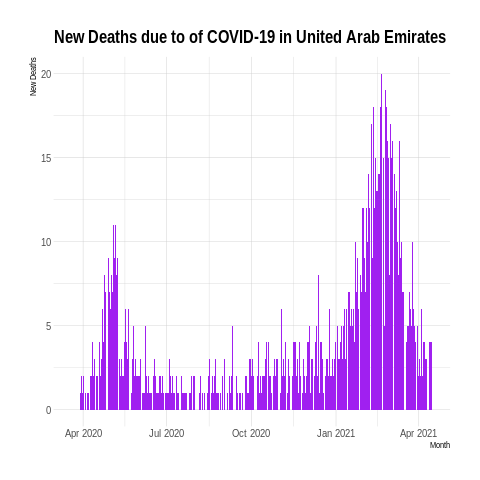 New Deaths due to of COVID-19 in United Arab Emirates
New Deaths
20
15
10
5
0
Apr 2020 Jul 2020 Oct 2020 Jan 2021 Apr 2021
Month